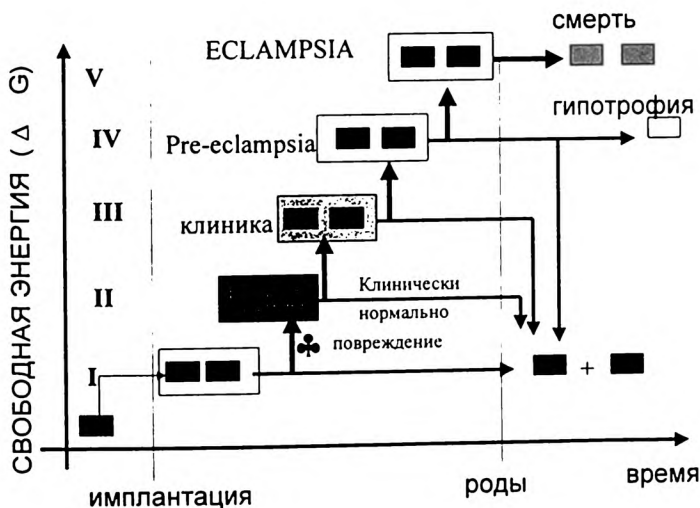 смерть
ECLAMPSIA
V
гипотрофия
IV
Pre-eclampsia
III
клиника
II
Клинически
нормально
♣ повреждение
I
+
СВОБОДНАЯ ЭНЕРГИЯ (Δ G)
имплантация
роды
время